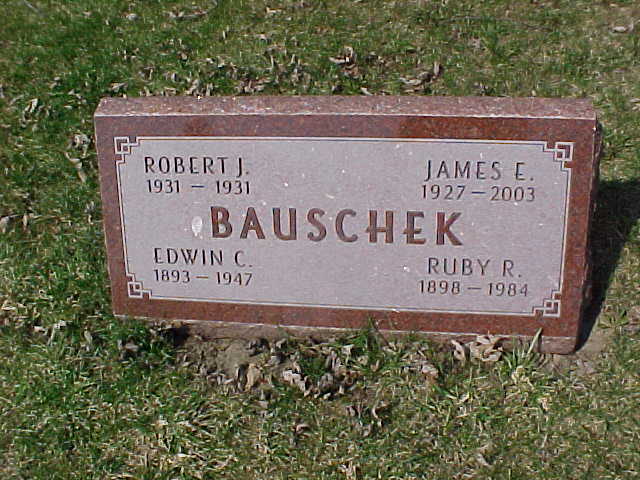 ROBERT J.
1931 – 1931
JAMES E.
1927 – 2003
BAUSCHEK
EDWIN C.
1893 – 1947
RUBY R.
1898 – 1984